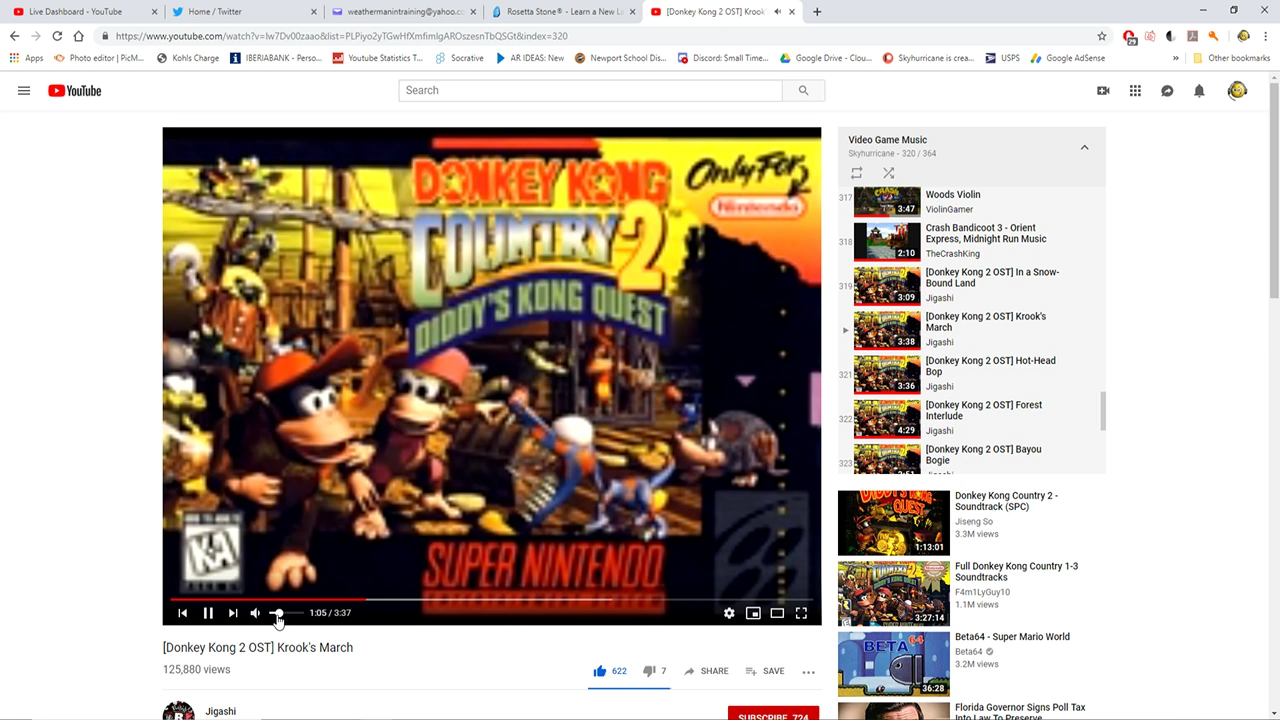 Live Dashboard - YouTube
Home / Twitter
weathermanintraining@yahoo.co
Rosetta Stone® - Learn a New L
[Donkey Kong 2 OST] Krook
https://www.youtube.com/watch?v=Iw7Dv00zaao&list=PLPiyo2yTGwHfXmfimIgAROszesnTbQSGt&index=320
Apps
Photo editor | PicM...
Kohls Charge
IBERIABANK - Perso...
Youtube Statistics T...
Socrative
AR IDEAS: New
Newport School Dis...
Discord: Small Time...
Google Drive - Clou...
Skyhurricane is crea...
USPS
Google AdSense
Other bookmarks
YouTube
Search
DONKEY KONG
COUNTRY 2
DIDDY'S KONG QUEST
Only For
Nintendo
K-A
SUPER NINTENDO
1:05 / 3:37
[Donkey Kong 2 OST] Krook's March
125,880 views
622
7
SHARE
SAVE
Jigashi
SUBSCRIBE 724
Video Game Music
Skyhurricane - 320 / 364
317
3:47
Woods Violin
ViolinGamer
318
2:10
Crash Bandicoot 3 - Orient
Express, Midnight Run Music
TheCrashKing
319
3:09
[Donkey Kong 2 OST] In a Snow-
Bound Land
Jigashi
3:38
[Donkey Kong 2 OST] Krook's
March
Jigashi
321
3:36
[Donkey Kong 2 OST] Hot-Head
Bop
Jigashi
322
4:29
[Donkey Kong 2 OST] Forest
Interlude
Jigashi
323
[Donkey Kong 2 OST] Bayou
Bogie
Jigashi
1:13:01
Donkey Kong Country 2 -
Soundtrack (SPC)
Jiseng So
3.3M views
3:27:14
Full Donkey Kong Country 1-3
Soundtracks
F4m1LyGuy10
1.1M views
BETA 64
36:28
Beta64 - Super Mario World
Beta64
3.2M views
Florida Governor Signs Poll Tax
Into Law To Preserve